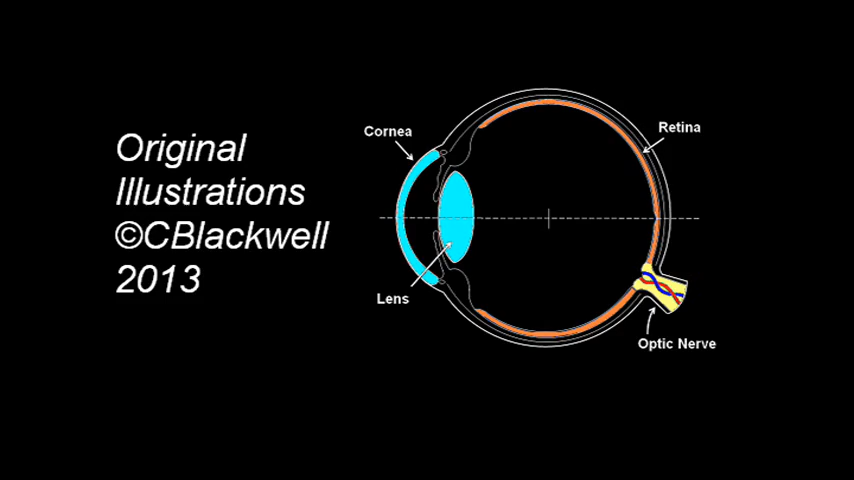 Original
Illustrations
©CBlackwell
2013
Cornea
Retina
Lens
Optic Nerve